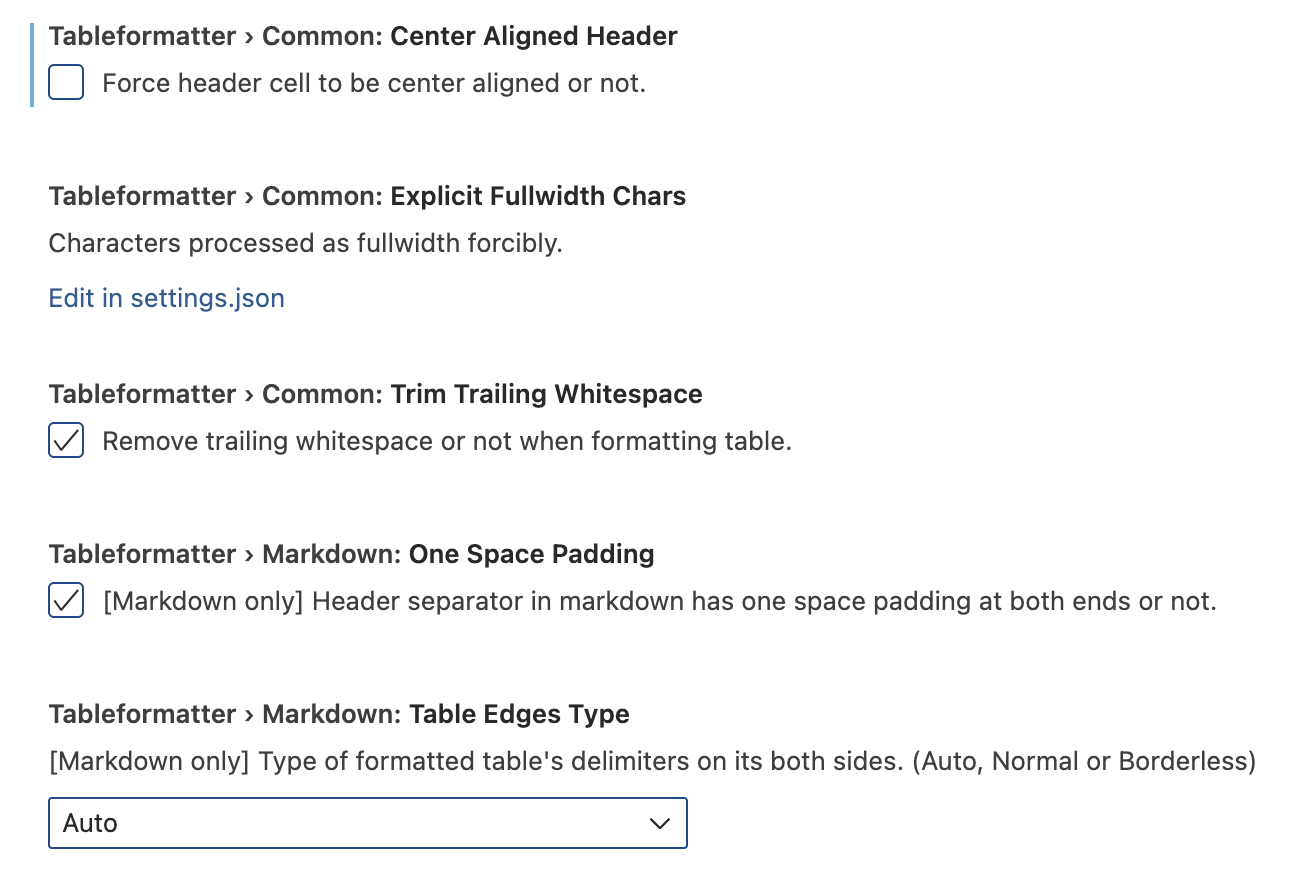 Tableformatter › Common: Center Aligned Header
Force header cell to be center aligned or not.
Tableformatter › Common: Explicit Fullwidth Chars
Characters processed as fullwidth forcibly.
Edit in settings.json
Tableformatter › Common: Trim Trailing Whitespace
Remove trailing whitespace or not when formatting table.
Tableformatter › Markdown: One Space Padding
[Markdown only] Header separator in markdown has one space padding at both ends or not.
Tableformatter › Markdown: Table Edges Type
[Markdown only] Type of formatted table's delimiters on its both sides. (Auto, Normal or Borderless)
Auto